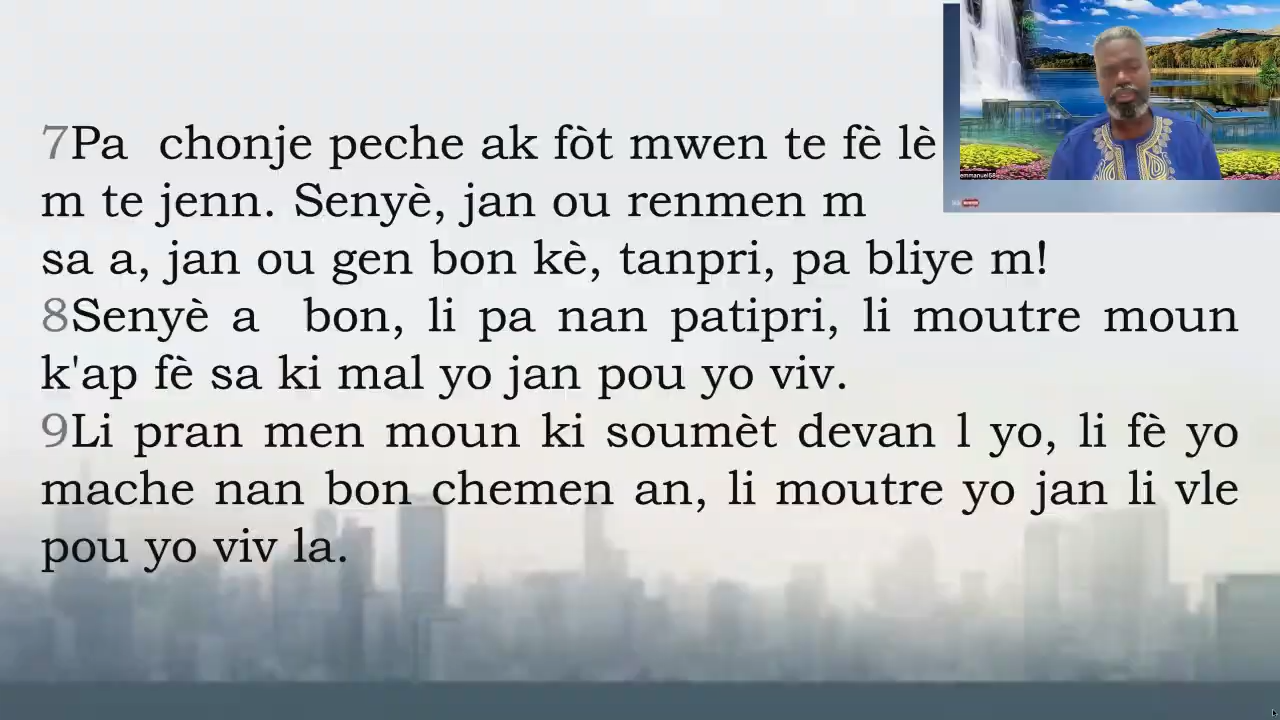 7Pa chonje peche ak fòt mwen te fè lè
m te jenn. Senyè, jan ou renmen m
sa a, jan ou gen bon kè, tanpri, pa bliye m!
8Senyè a bon, li pa nan patipri, li moutre moun
k'ap fè sa ki mal yo jan pou yo viv.
9Li pran men moun ki soumèt devan l yo, li fè yo
mache nan bon chemen an, li moutre yo jan li vle
pou yo viv la.